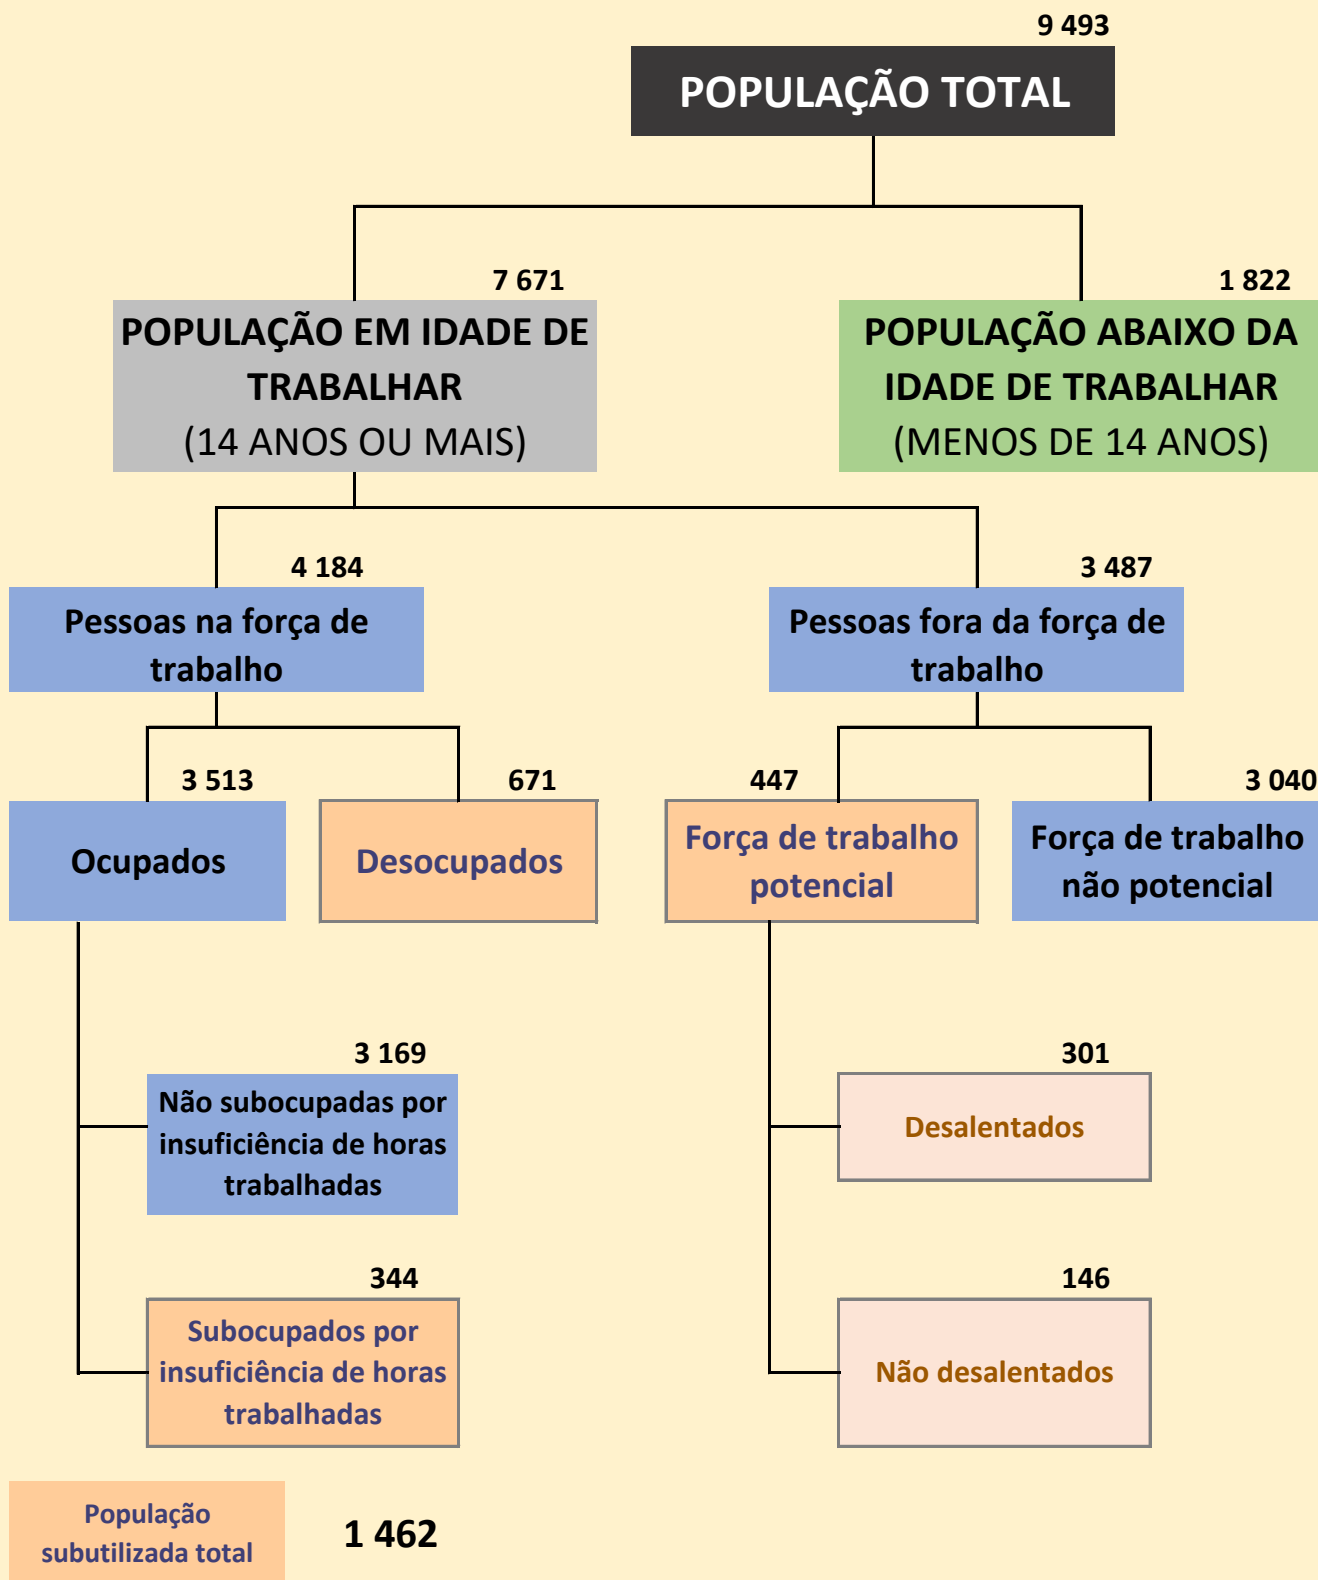 9 493
POPULAÇÃO TOTAL
7 671
POPULAÇÃO EM IDADE DE
TRABALHAR
(14 ANOS OU MAIS)
1 822
POPULAÇÃO ABAIXO DA
IDADE DE TRABALHAR
(MENOS DE 14 ANOS)
4 184
Pessoas na força de
trabalho
3 487
Pessoas fora da força de
trabalho
3 513
Ocupados
671
Desocupados
447
Força de trabalho
potencial
3 040
Força de trabalho
não potencial
3 169
Não subocupadas por
insuficiência de horas
trabalhadas
301
Desalentados
344
Subocupados por
insuficiência de horas
trabalhadas
146
Não desalentados
População
subutilizada total
1 462